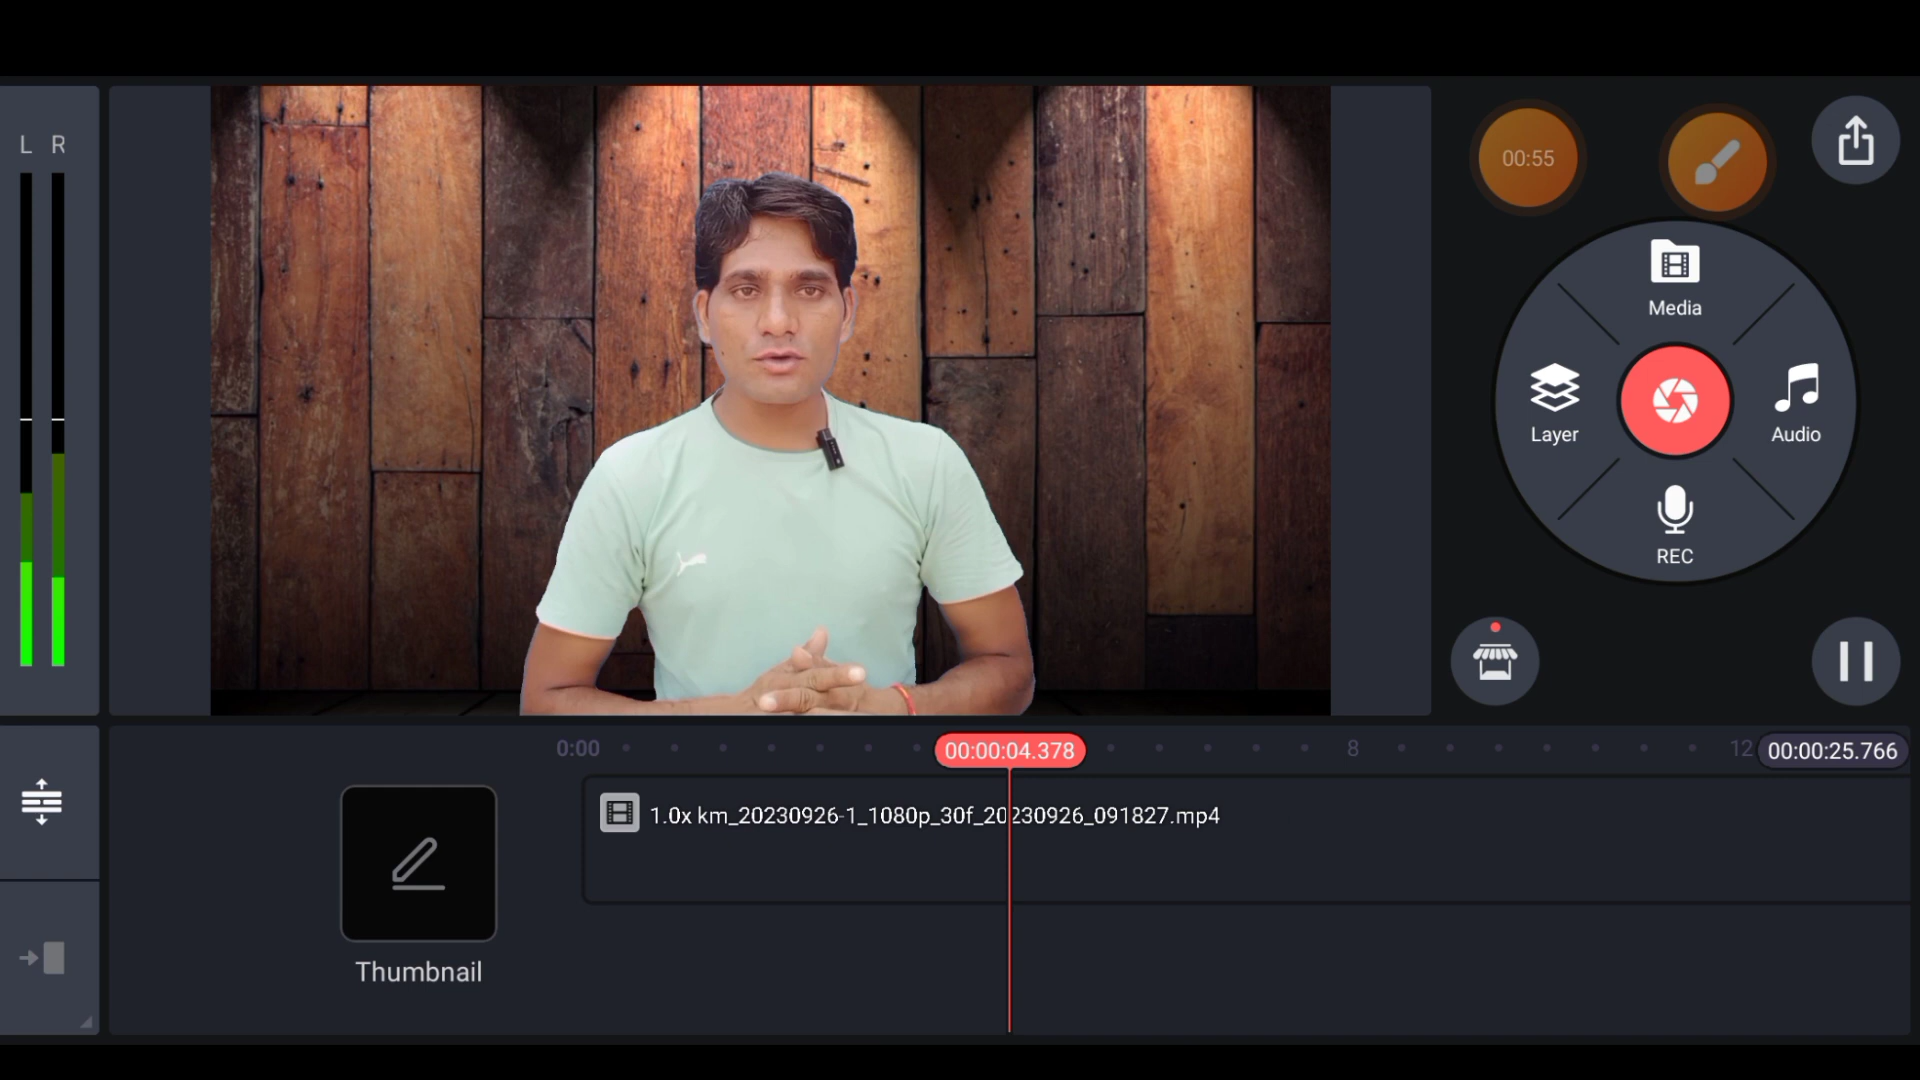 L R
00:55
Media
Layer
Audio
REC
0:00
00:00:04.378
8
12
00:00:25.766
1.0x km_20230926-1_1080p_30f_20230926_091827.mp4
Thumbnail